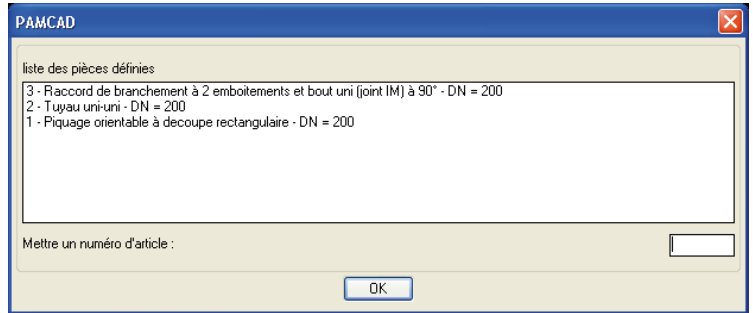 PAMCAD
liste des pièces définies
3 - Raccord de branchement à 2 emboitements et bout uni (joint IM) à 90° - DN = 200
2 - Tuyau uni-uni - DN = 200
1 - Piquage orientable à decoupe rectangulaire - DN = 200
Mettre un numéro d'article :
OK